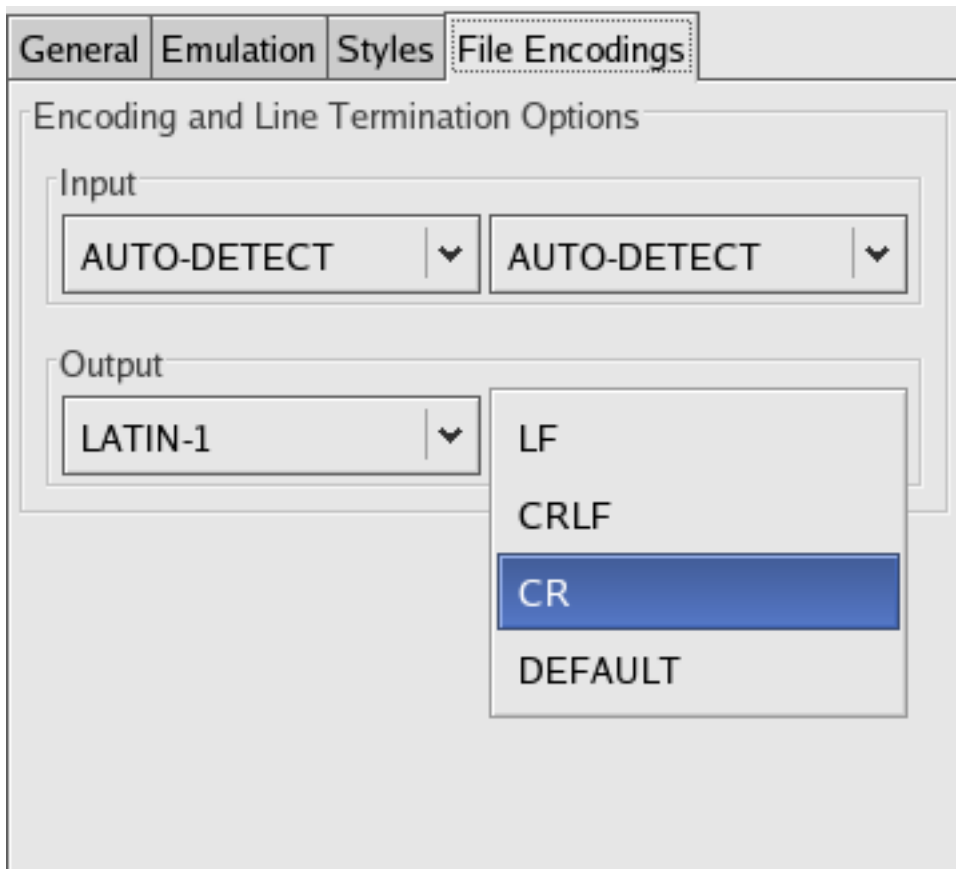 General Emulation Styles File Encodings
Encoding and Line Termination Options
Input
AUTO-DETECT AUTO-DETECT
Output
LATIN-1 LF
CRLF
CR
DEFAULT